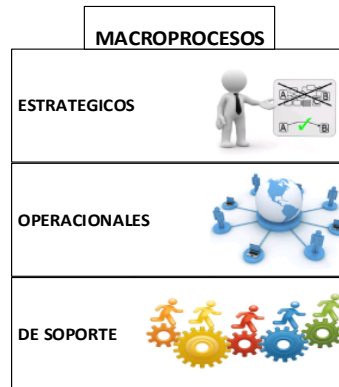 MACROPROCESOS
ESTRATEGICOS
A B
A B
OPERACIONALES
DE SOPORTE